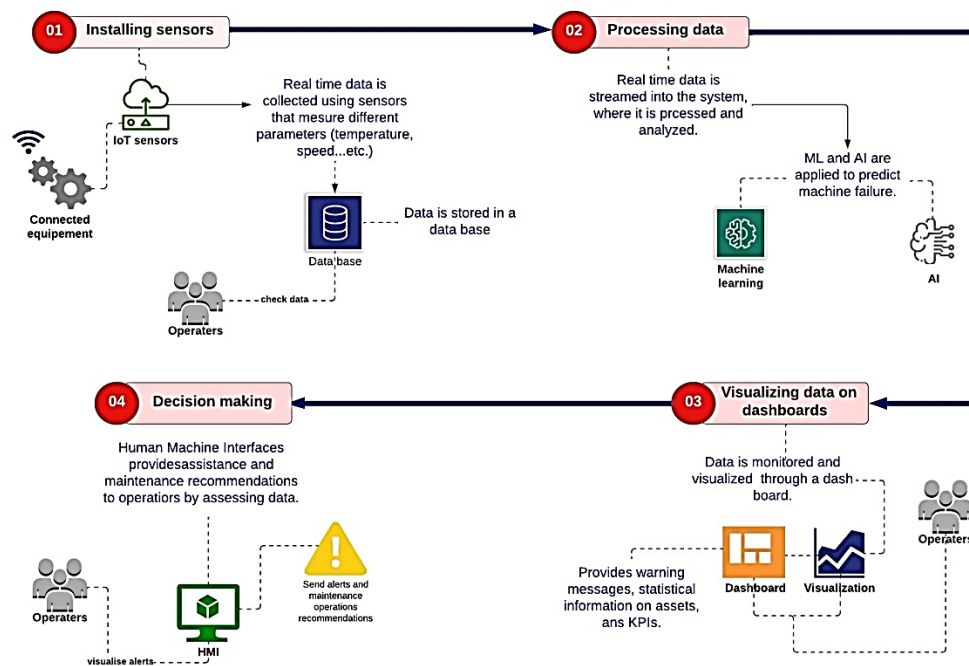 01
Installing sensors
Real time data is
collected using sensors
that mesure different
parameters (temperature,
speed...etc.)
IoT sensors
Connected
equipement
Data is stored in a
data base
Data base
check data
Operaters
02
Processing data
Real time data is
streamed into the system,
where it is prcessed and
analyzed.
ML and AI are
applied to predict
machine failure.
Machine
learning
AI
04
Decision making
Human Machine Interfaces
providesassistance and
maintenance recommendations
to operatiors by assessing data.
Send alerts and
maintenance
operations
recommendations
Operaters
HMI
visualise alerts
03
Visualizing data on
dashboards
Data is monitored and
visualized through a dash
board.
Operaters
Provides warning
messages, statistical
information on assets,
ans KPIs.
Dashboard
Visualization